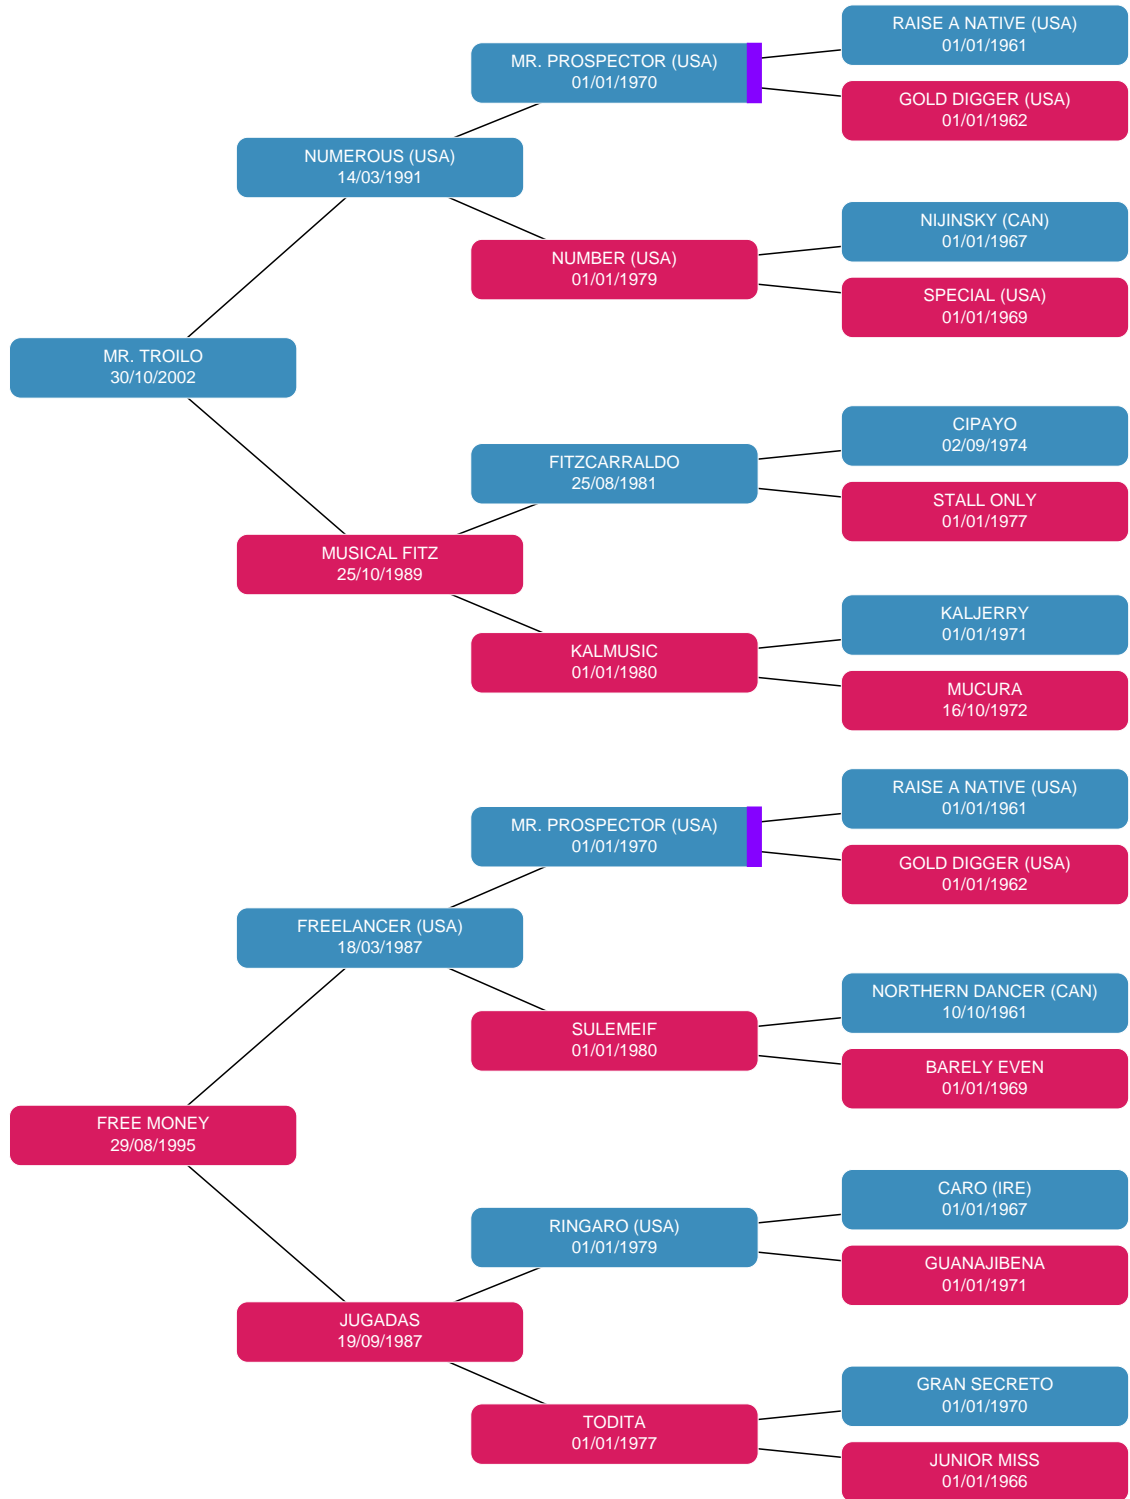 RAISE A NATIVE (USA)
01/01/1961
MR. PROSPECTOR (USA)
01/01/1970
GOLD DIGGER (USA)
01/01/1962
NUMEROUS (USA)
14/03/1991
NIJINSKY (CAN)
01/01/1967
NUMBER (USA)
01/01/1979
SPECIAL (USA)
01/01/1969
MR. TROILO
30/10/2002
CIPAYO
02/09/1974
FITZCARRALDO
25/08/1981
STALL ONLY
01/01/1977
MUSICAL FITZ
25/10/1989
KALJERRY
01/01/1971
KALMUSIC
01/01/1980
MUCURA
16/10/1972
RAISE A NATIVE (USA)
01/01/1961
MR. PROSPECTOR (USA)
01/01/1970
GOLD DIGGER (USA)
01/01/1962
FREELANCER (USA)
18/03/1987
NORTHERN DANCER (CAN)
10/10/1961
SULEMEIF
01/01/1980
BARELY EVEN
01/01/1969
FREE MONEY
29/08/1995
CARO (IRE)
01/01/1967
RINGARO (USA)
01/01/1979
GUANAJIBENA
01/01/1971
JUGADAS
19/09/1987
GRAN SECRETO
01/01/1970
TODITA
01/01/1977
JUNIOR MISS
01/01/1966